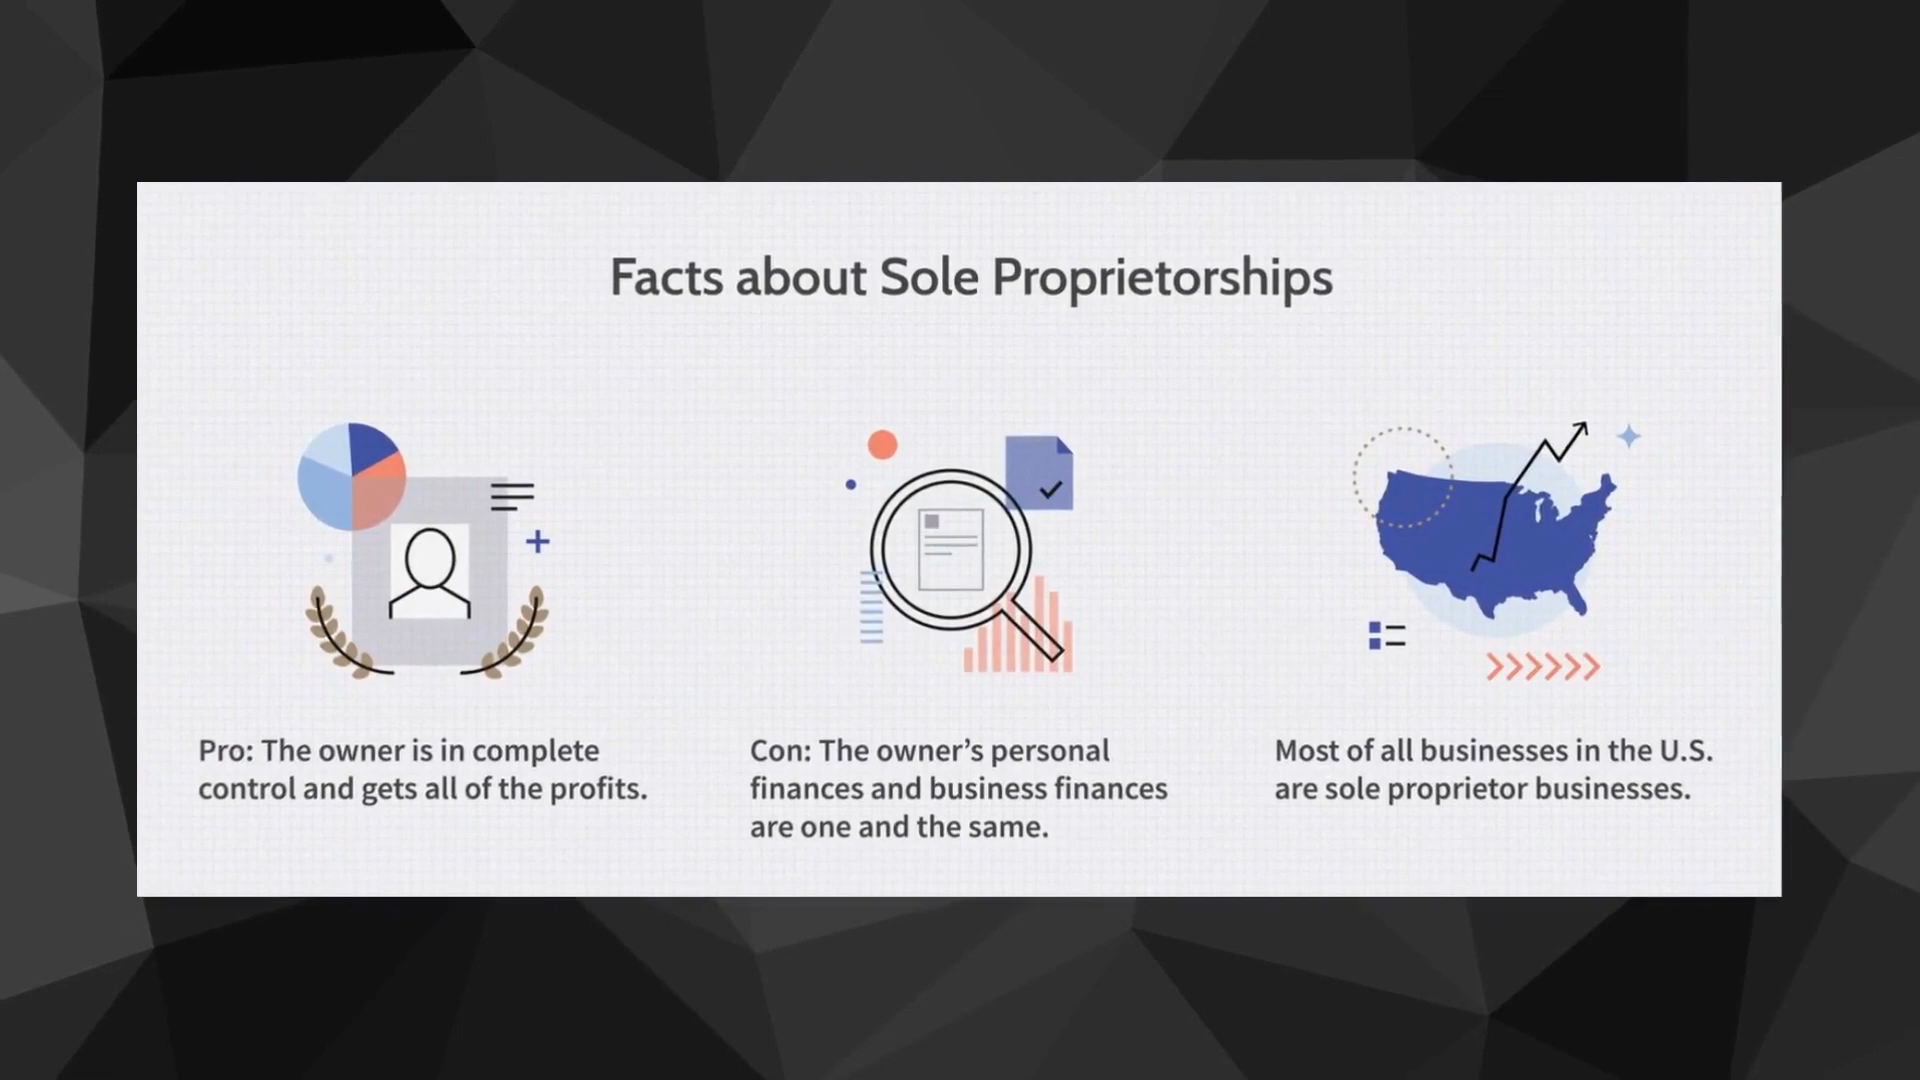 Facts about Sole Proprietorships
Pro: The owner is in complete
control and gets all of the profits.
Con: The owner’s personal
finances and business finances
are one and the same.
Most of all businesses in the U.S.
are sole proprietor businesses.